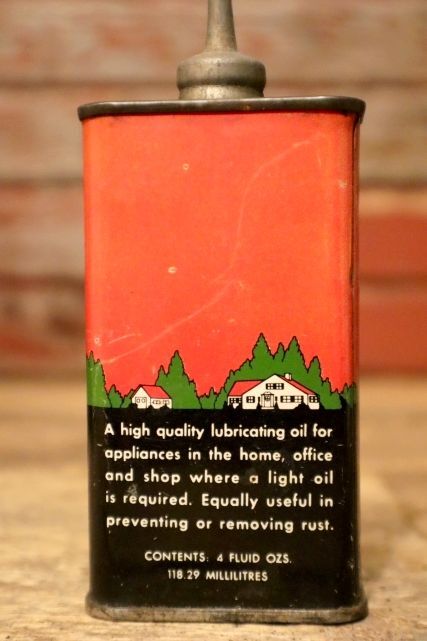 A high quality lubricating oil for
appliances in the home, office
and shop where a light oil
is required. Equally useful in
preventing or removing rust.
CONTENTS: 4 FLUID OZS.
118.29 MILLILITRES